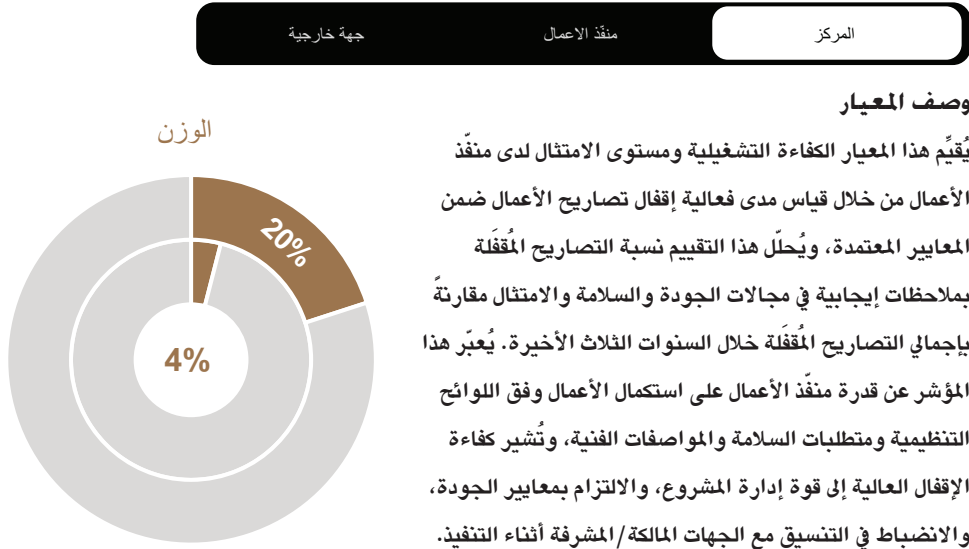 المركز
منفّذ الاعمال
جهة خارجية
وصف المعيار
يُقيِّم هذا المعيار الكفاءة التشغيلية ومستوى الامتثال لدى منفّذ
الأعمال من خلال قياس مدى فعالية إقفال تصاريح الأعمال ضمن
المعايير المعتمدة، ويُحلّل هذا التقييم نسبة التصاريح المُقفَلة
بملاحظات إيجابية في مجالات الجودة والسلامة والامتثال مقارنةً
بإجمالي التصاريح المُقفَلة خلال السنوات الثلاث الأخيرة. يُعبّر هذا
المؤشر عن قدرة منفّذ الأعمال على استكمال الأعمال وفق اللوائح
التنظيمية ومتطلبات السلامة والمواصفات الفنية، وتُشير كفاءة
الإقفال العالية إلى قوة إدارة المشروع، والالتزام بمعايير الجودة،
والانضباط في التنسيق مع الجهات المالكة/المشرفة أثناء التنفيذ.
الوزن
20%
4%